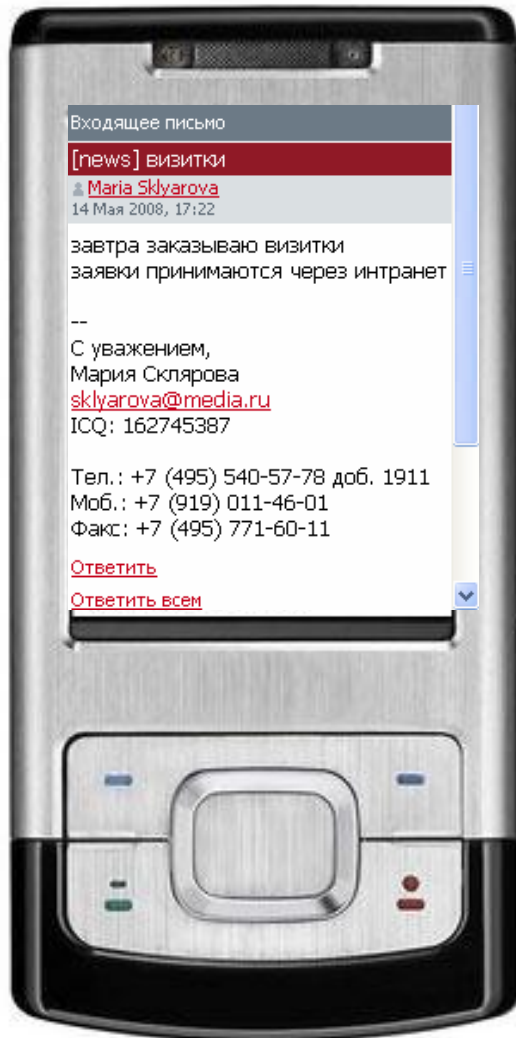 Входящее письмо
[news] визитки
Maria Sklyarova
14 Мая 2008, 17:22
завтра заказываю визитки
заявки принимаются через интранет
--
С уважением,
Мария Склярова
sklyarova@media.ru
ICQ: 162745387
Тел.: +7 (495) 540-57-78 доб. 1911
Моб.: +7 (919) 011-46-01
Факс: +7 (495) 771-60-11
Ответить
Ответить всем